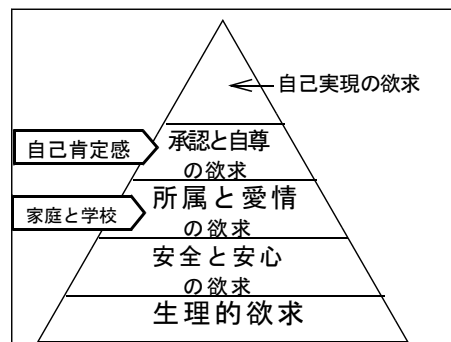 自己実現の欲求
自己肯定感
承認と自尊
の欲求
家庭と学校
所属と愛情
の欲求
安全と安心
の欲求
生理的欲求